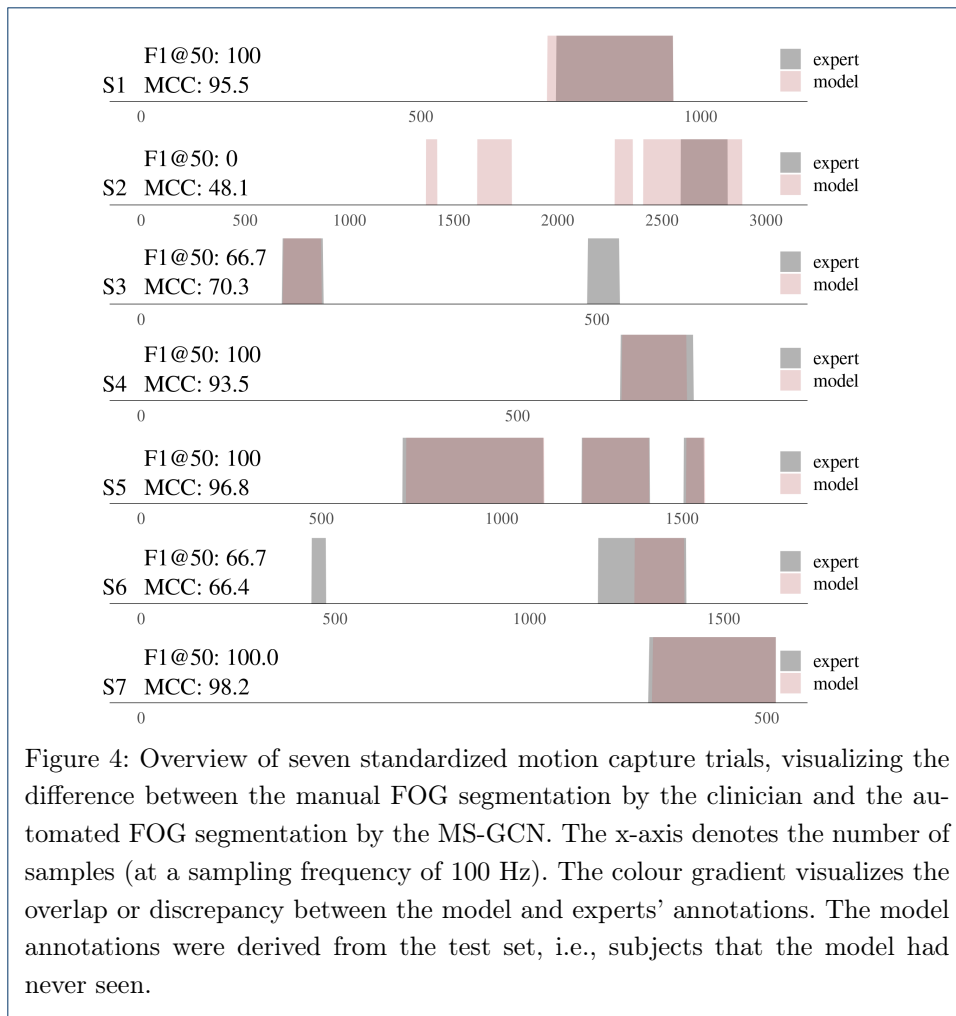 F1@50: 100
expert
S1 MCC: 95.5
model
0 500 1000
F1@50: 0
expert
S2 MCC: 48.1
model
0 500 1000 1500 2000 2500 3000
F1@50: 66.7
expert
S3 MCC: 70.3
model
0 500
F1@50: 100
expert
S4 MCC: 93.5
model
0 500
F1@50: 100
expert
S5 MCC: 96.8
model
0 500 1000 1500
F1@50: 66.7
expert
S6 MCC: 66.4
model
0 500 1000 1500
F1@50: 100.0
expert
S7 MCC: 98.2
model
0 500
Figure 4: Overview of seven standardized motion capture trials, visualizing the
difference between the manual FOG segmentation by the clinician and the au-
tomated FOG segmentation by the MS-GCN. The x-axis denotes the number of
samples (at a sampling frequency of 100 Hz). The colour gradient visualizes the
overlap or discrepancy between the model and experts' annotations. The model
annotations were derived from the test set, i.e., subjects that the model had
never seen.